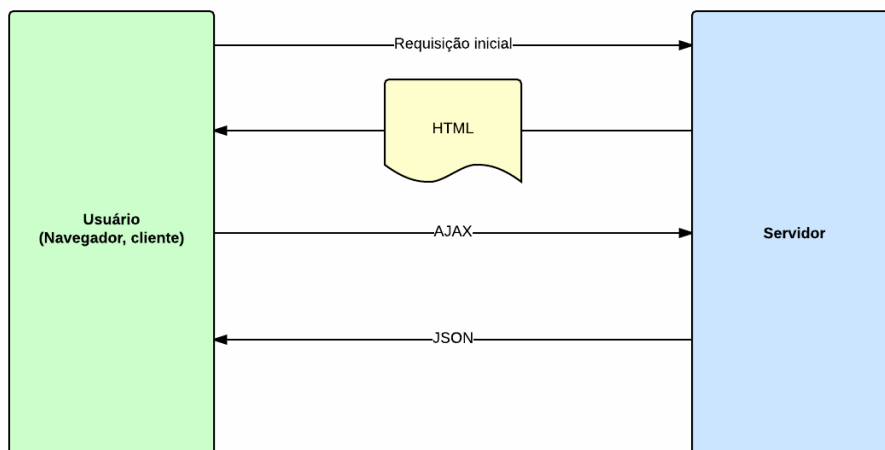 Requisição inicial
HTML
Usuário
(Navegador, cliente)
AJAX
Servidor
JSON